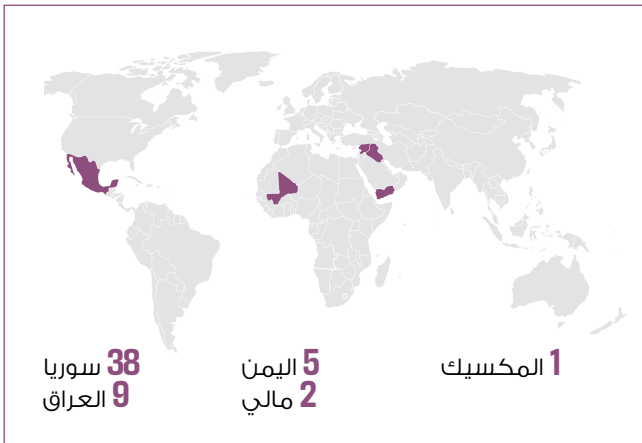 38 سوريا
9 العراق
5 اليمن
2 مالي
1 المكسيك